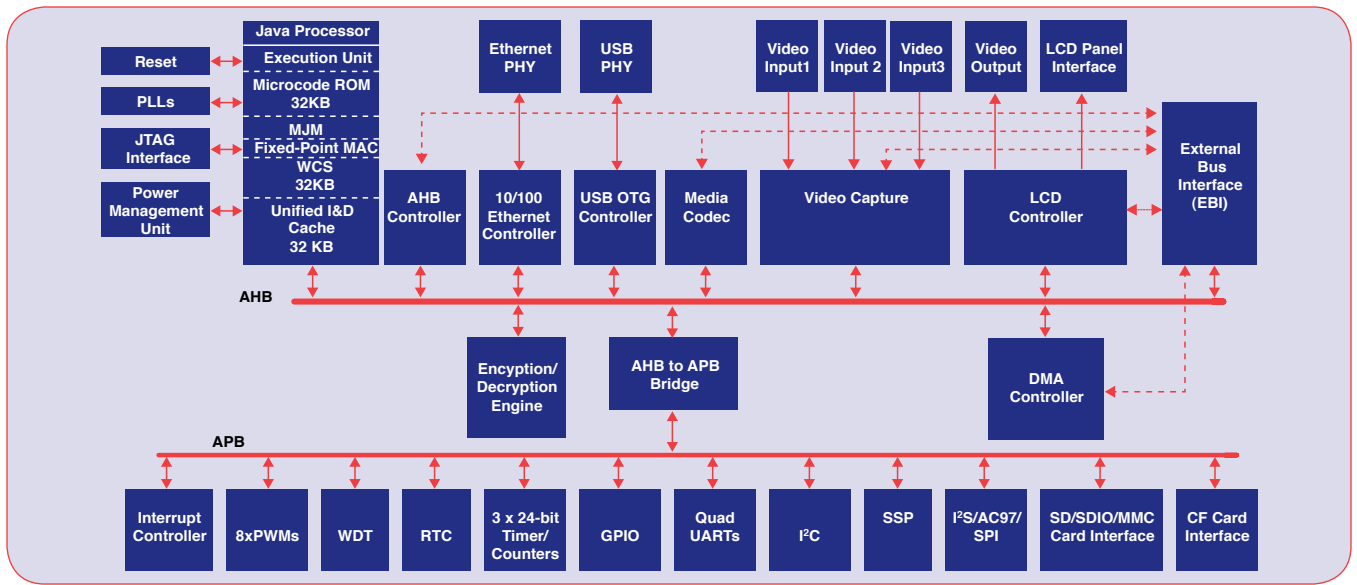 Java Processor
Execution Unit
Microcode ROM
32KB
MJM
Fixed-Point MAC
WCS
32KB
Unified I&D
Cache
32 KB
Reset
PLLs
JTAG
Interface
Power
Management
Unit
Ethernet
PHY
USB
PHY
Video
Input1
Video
Input 2
Video
Input3
Video
Output
LCD Panel
Interface
AHB
Controller
10/100
Ethernet
Controller
USB OTG
Controller
Media
Codec
Video Capture
LCD
Controller
External
Bus
Interface
(EBI)
AHB
Encyption/
Decryption
Engine
AHB to APB
Bridge
DMA
Controller
APB
Interrupt
Controller
8xPWMs
WDT
RTC
3 x 24-bit
Timer/
Counters
GPIO
Quad
UARTs
I²C
SSP
I²S/AC97/
SPI
SD/SDIO/MMC
Card Interface
CF Card
Interface